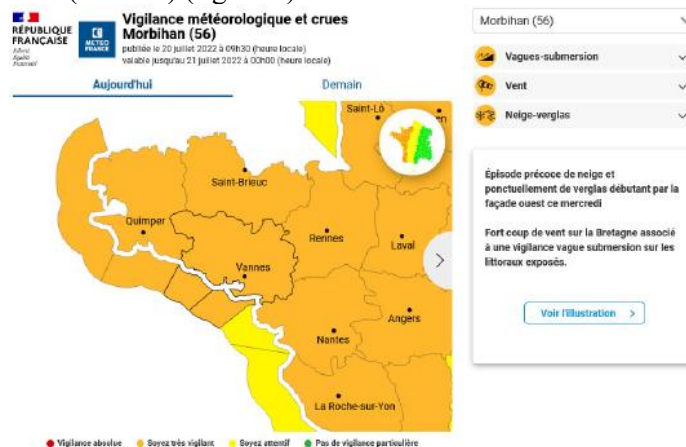 RÉPUBLIQUE
FRANÇAISE
Liberté
Égalité
Fraternité
METEO
FRANCE
Vigilance météorologique et crues
Morbihan (56)
publiée le 20 juillet 2022 à 09h30 (heure locale)
valable jusqu'au 21 juillet 2022 à 00h00 (heure locale)
Aujourd'hui
Demain
Saint-Lô
Saint-Brieuc
Quimper
Rennes
Laval
Vannes
Angers
Nantes
La Roche-sur-Yon
Vigilance absolue
Soyez très vigilant
Soyez attentif
Pas de vigilance particulière
Morbihan (56)
Vagues-submersion
Vent
Neige-verglas
Épisode précoce de neige et
ponctuellement de verglas débutant par la
façade ouest ce mercredi
Fort coup de vent sur la Bretagne associé
à une vigilance vague submersion sur les
littoraux exposés.
Voir l'illustration >